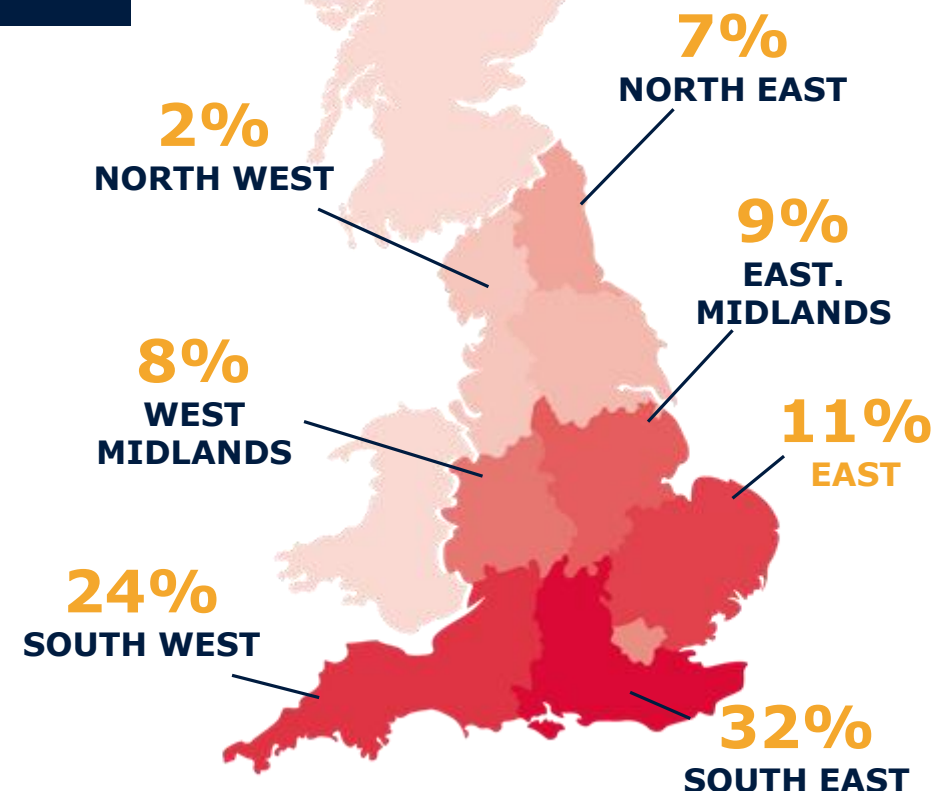 7%
NORTH EAST
2%
NORTH WEST
9%
EAST.
MIDLANDS
8%
WEST
MIDLANDS
11%
EAST
24%
SOUTH WEST
32%
SOUTH EAST